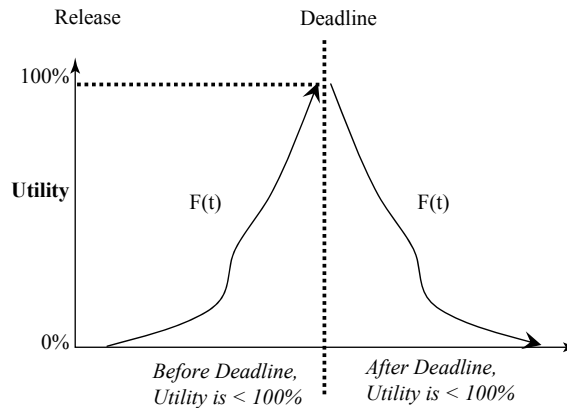 Release
Deadline
100%
Utility
F(t)
F(t)
0%
Before Deadline,
Utility is < 100%
After Deadline,
Utility is < 100%